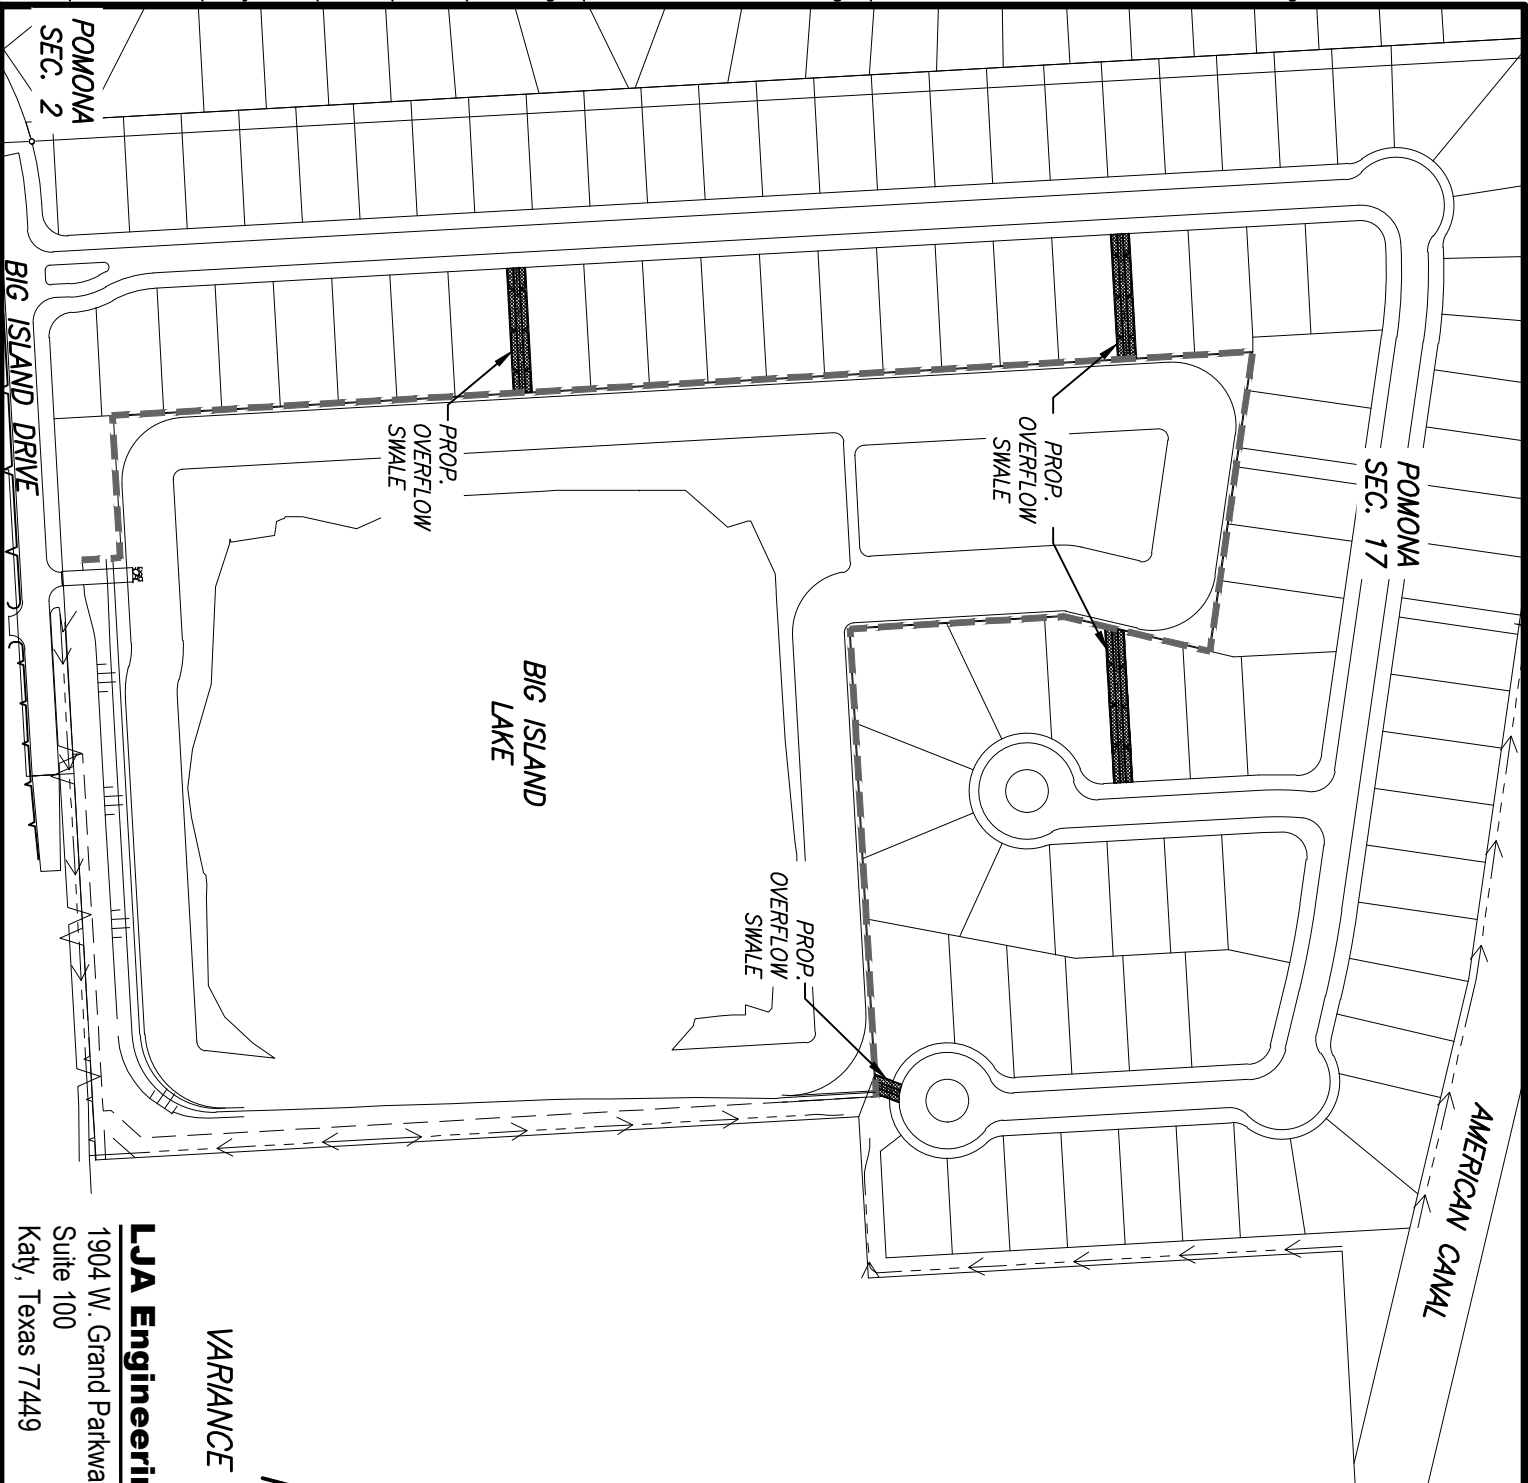 POMONA
SEC. 2
BIG ISLAND DRIVE
PROP.
OVERFLOW
SWALE
PROP.
OVERFLOW
SWALE
POMONA
SEC. 17
BIG ISLAND
LAKE
PROP.
OVERFLOW
SWALE
AMERICAN CANAL
VARIANCE
LJA Engineerin
1904 W. Grand Parkwa
Suite 100
Katy, Texas 77449